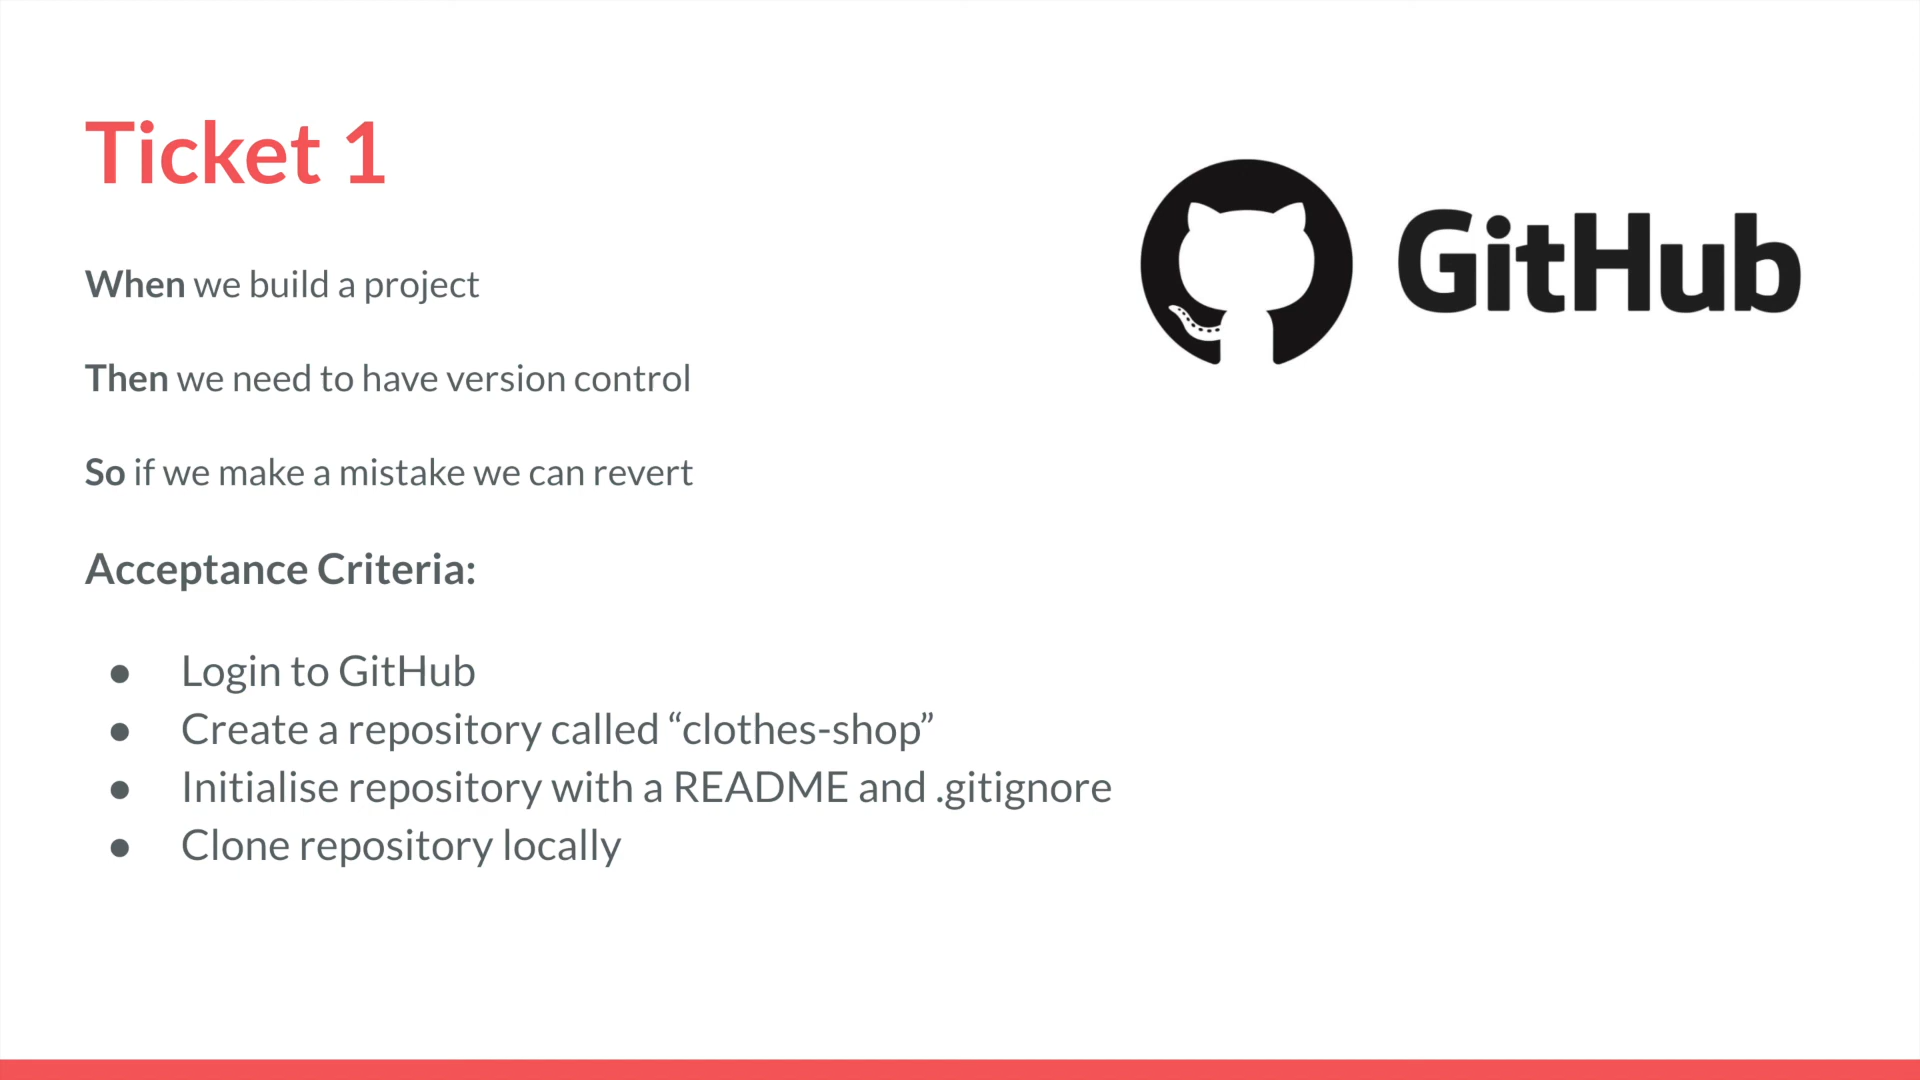 Ticket 1
GitHub
When we build a project
Then we need to have version control
So if we make a mistake we can revert
Acceptance Criteria:
● Login to GitHub
● Create a repository called “clothes-shop”
● Initialise repository with a README and .gitignore
● Clone repository locally